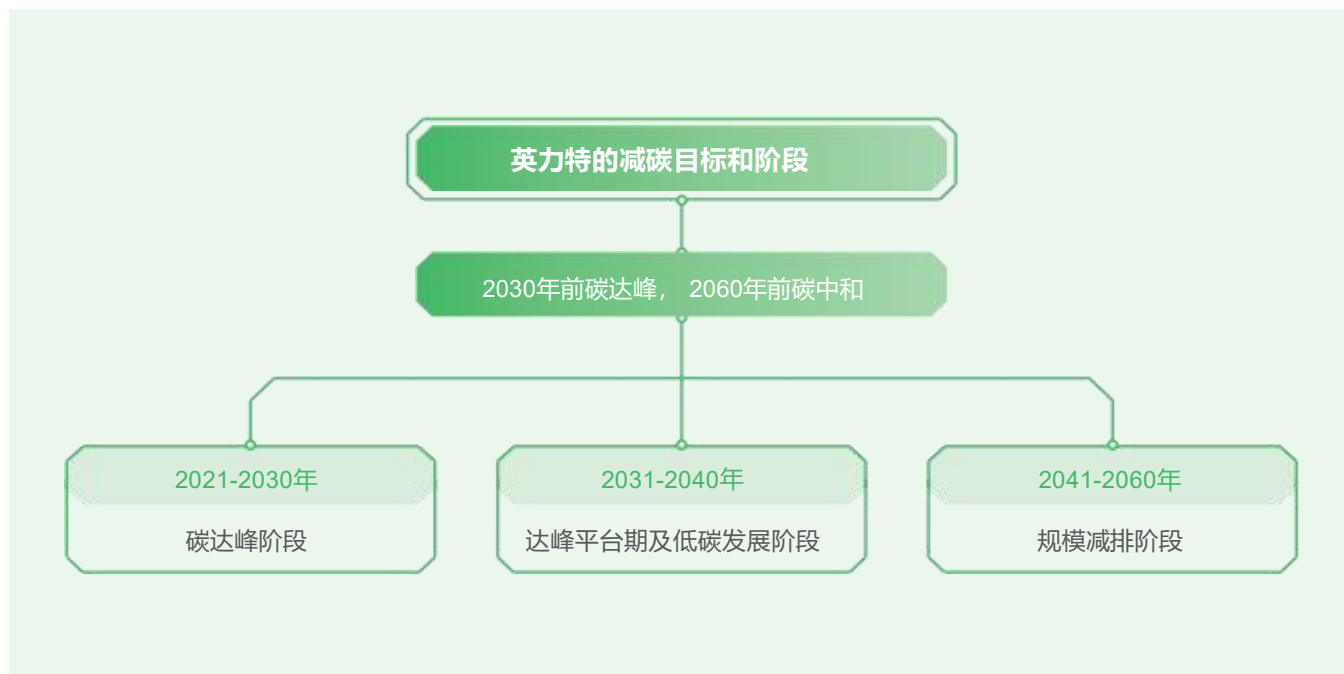 英力特的减碳目标和阶段
2030年前碳达峰， 2060年前碳中和
2021-2030年
碳达峰阶段
2031-2040年
达峰平台期及低碳发展阶段
2041-2060年
规模减排阶段